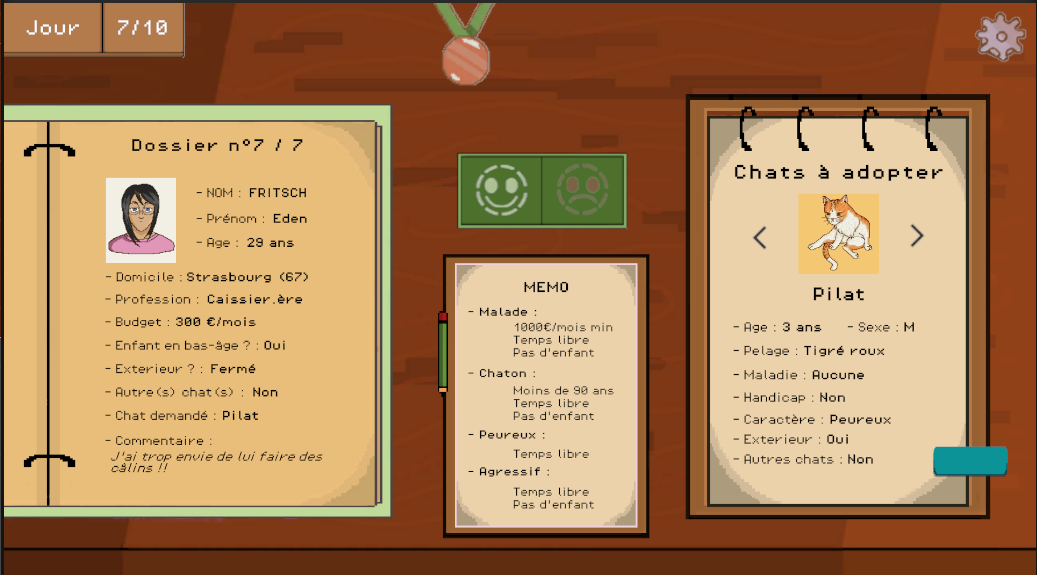 Jour
7/10
Dossier n°7 / 7
- NOM : FRITSCH
- Prénom : Eden
- Age : 29 ans
- Domicile : Strasbourg (67)
- Profession : Caissier.ère
- Budget : 300 €/mois
- Enfant en bas-âge ? : Oui
- Exterieur ? : Fermé
- Autre(s) chat(s) : Non
- Chat demandé : Pilat
- Commentaire :
J'ai trop envie de lui faire des
câlins !!
MEMO
- Malade :
1000€/mois min
Temps libre
Pas d'enfant
- Chaton :
Moins de 90 ans
Temps libre
Pas d'enfant
- Peureux :
Temps libre
- Agressif :
Temps libre
Pas d'enfant
Chats à adopter
Pilat
- Age : 3 ans - Sexe : M
- Pelage : Tigré roux
- Maladie : Aucune
- Handicap : Non
- Caractère : Peureux
- Exterieur : Oui
- Autres chats : Non